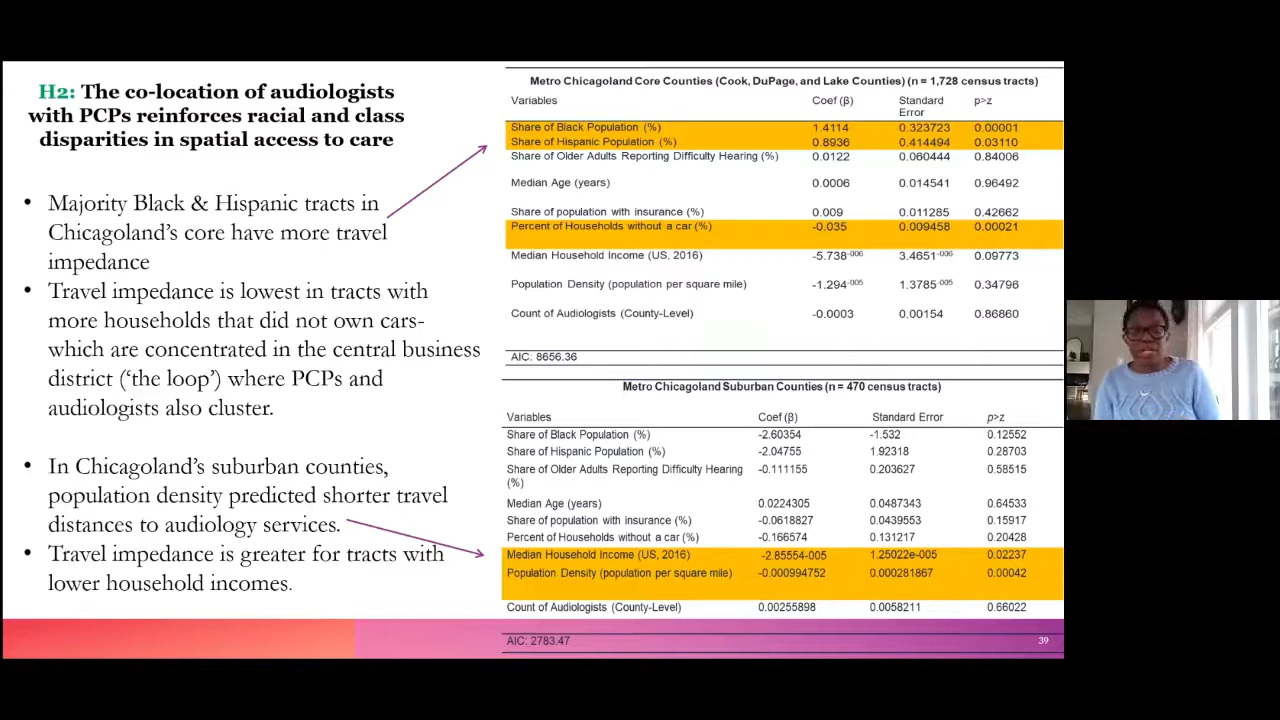 H2: The co-location of audiologists
with PCPs reinforces racial and class
disparities in spatial access to care
• Majority Black & Hispanic tracts in
Chicagoland's core have more travel
impedance
• Travel impedance is lowest in tracts with
more households that did not own cars-
which are concentrated in the central business
district ('the loop') where PCPs and
audiologists also cluster.
• In Chicagoland's suburban counties,
population density predicted shorter travel
distances to audiology services.
• Travel impedance is greater for tracts with
lower household incomes.
Metro Chicagoland Core Counties (Cook, DuPage, and Lake Counties) (n = 1,728 census tracts)
Variables Coef (β) Standard Error p>z
Share of Black Population (%) 1.4114 0.323723 0.00001
Share of Hispanic Population (%) 0.8936 0.414494 0.03110
Share of Older Adults Reporting Difficulty Hearing (%) 0.0122 0.060444 0.84006
Median Age (years) 0.0006 0.014541 0.96492
Share of population with insurance (%) 0.009 0.011285 0.42662
Percent of Households without a car (%) -0.035 0.009458 0.00021
Median Household Income (US, 2016) -5.738-006 3.4651-006 0.09773
Population Density (population per square mile) -1.294-005 1.3785-005 0.34796
Count of Audiologists (County-Level) -0.0003 0.00154 0.86860
AIC: 8656.36
Metro Chicagoland Suburban Counties (n = 470 census tracts)
Variables Coef (β) Standard Error p>z
Share of Black Population (%) -2.60354 -1.532 0.12552
Share of Hispanic Population (%) -2.04755 1.92318 0.28703
Share of Older Adults Reporting Difficulty Hearing -0.111155 0.203627 0.58515
(%)
Median Age (years) 0.0224305 0.0487343 0.64533
Share of population with insurance (%) -0.0618827 0.0439553 0.15917
Percent of Households without a car (%) -0.166574 0.131217 0.20428
Median Household Income (US, 2016) -2.85554-005 1.25022e-005 0.02237
Population Density (population per square mile) -0.000994752 0.000281867 0.00042
Count of Audiologists (County-Level) 0.00255898 0.0058211 0.66022
AIC: 2783.47
39